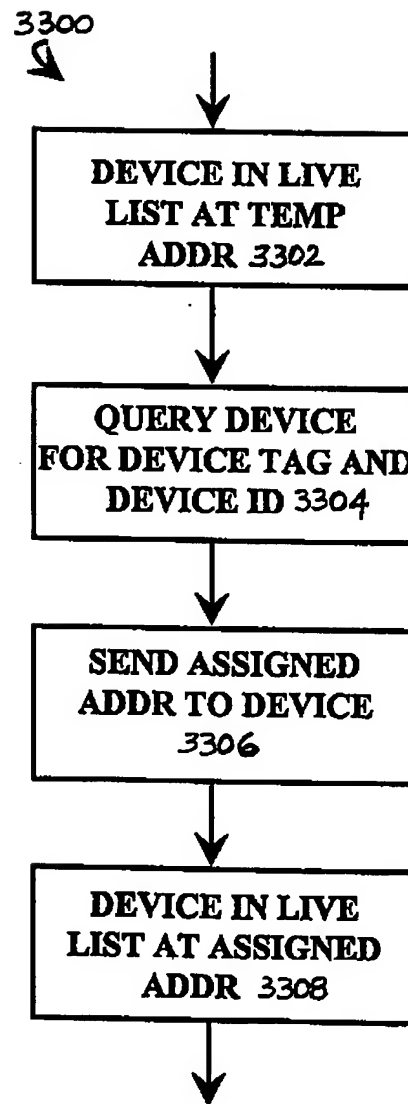 3300
DEVICE IN LIVE
LIST AT TEMP
ADDR 3302
QUERY DEVICE
FOR DEVICE TAG AND
DEVICE ID 3304
SEND ASSIGNED
ADDR TO DEVICE
3306
DEVICE IN LIVE
LIST AT ASSIGNED
ADDR 3308